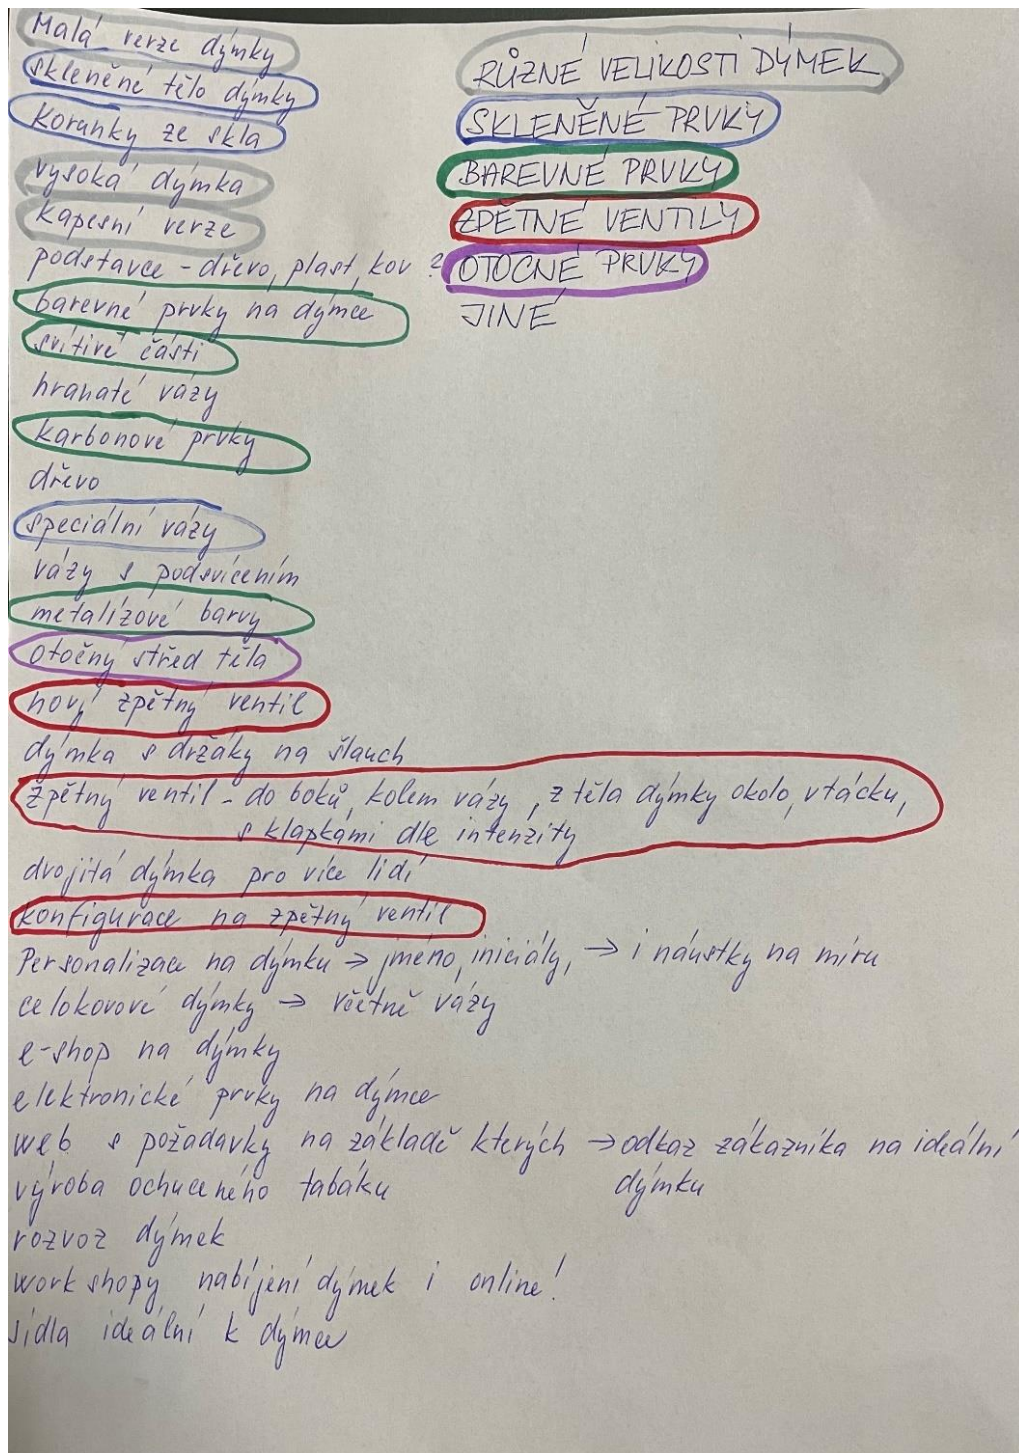 Malá verze dýmky
skleněné tělo dýmky
korunky ze skla
vysoká dýmka
kapesní verze
podstavce - dřevo, plast, kov ?
barevné prvky na dýmce
svítivé části
hranaté vázy
karbonové prvky
dřevo
speciální vázy
vázy s podsvícením
metalízové barvy
otočný střed těla
nový zpětný ventil
dýmka s držáky na šlauch
Zpětný ventil - do boků, kolem vázy, z těla dýmky okolo, v tácku,
s klapkámi dle intenzity
dvojitá dýmka pro více lidí
konfigurace na zpětný ventil
Personalizace na dýmku → jméno, iniciály, → i náustky na míru
celokovové dýmky → včetně vázy
e-shop na dýmky
elektronické prvky na dýmce
web s požadavky na základě kterých → odkaz zákazníka na ideální
dýmku
výroba ochuceného tabáku
rozvoz dýmek
workshopy nabíjení dýmek i online!
jídla ideální k dýmce
RŮZNÉ VELIKOSTI DÝMEK
SKLENĚNÉ PRVKY
BAREVNÉ PRVKY
ZPĚTNÉ VENTILY
OTOČNÉ PRVKY
JINÉ